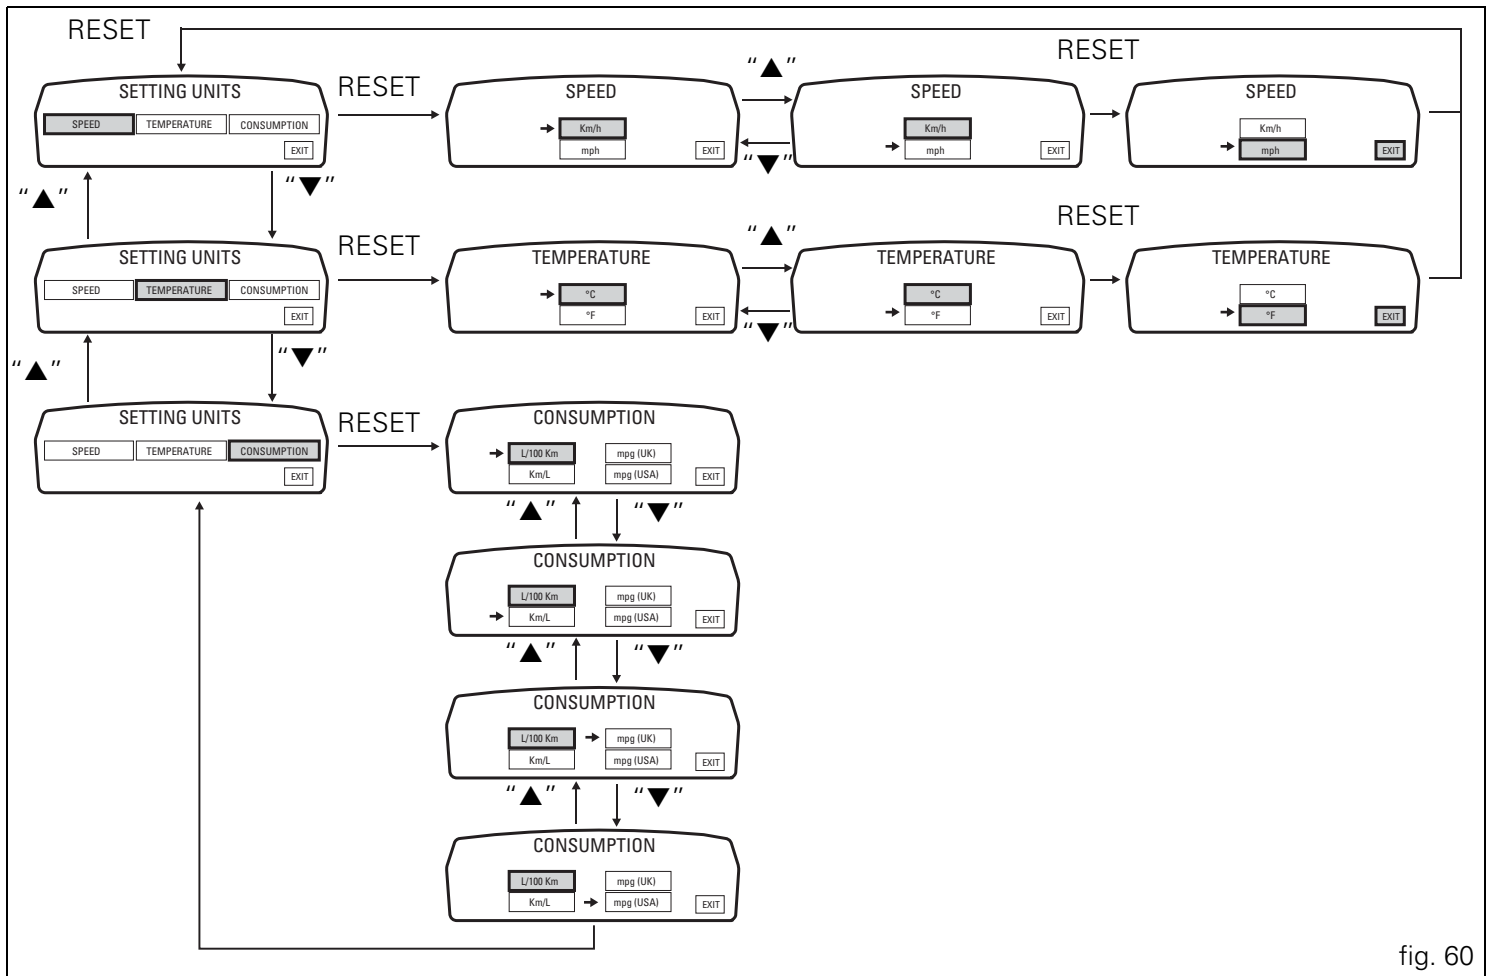 RESET
RESET
SETTING UNITS
SPEED TEMPERATURE CONSUMPTION
EXIT
RESET
SPEED
Km/h
mph
EXIT
“▲”
“▼”
SPEED
Km/h
mph
EXIT
SPEED
Km/h
mph
EXIT
“▲”
“▼”
RESET
SETTING UNITS
SPEED TEMPERATURE CONSUMPTION
EXIT
RESET
TEMPERATURE
°C
°F
EXIT
“▲”
“▼”
TEMPERATURE
°C
°F
EXIT
TEMPERATURE
°C
°F
EXIT
“▲”
“▼”
SETTING UNITS
SPEED TEMPERATURE CONSUMPTION
EXIT
RESET
CONSUMPTION
L/100 Km mpg (UK)
Km/L mpg (USA)
EXIT
“▲” “▼”
CONSUMPTION
L/100 Km mpg (UK)
Km/L mpg (USA)
EXIT
“▲” “▼”
CONSUMPTION
L/100 Km mpg (UK)
Km/L mpg (USA)
EXIT
“▲” “▼”
CONSUMPTION
L/100 Km mpg (UK)
Km/L mpg (USA)
EXIT
fig. 60